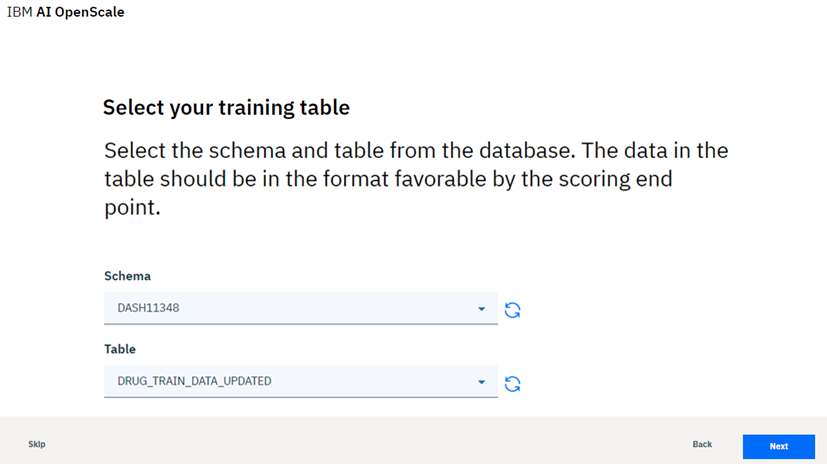 IBM AI OpenScale
Select your training table
Select the schema and table from the database. The data in the
table should be in the format favorable by the scoring end
point.
Schema
DASH11348
Table
DRUG_TRAIN_DATA_UPDATED
Skip
Back
Next